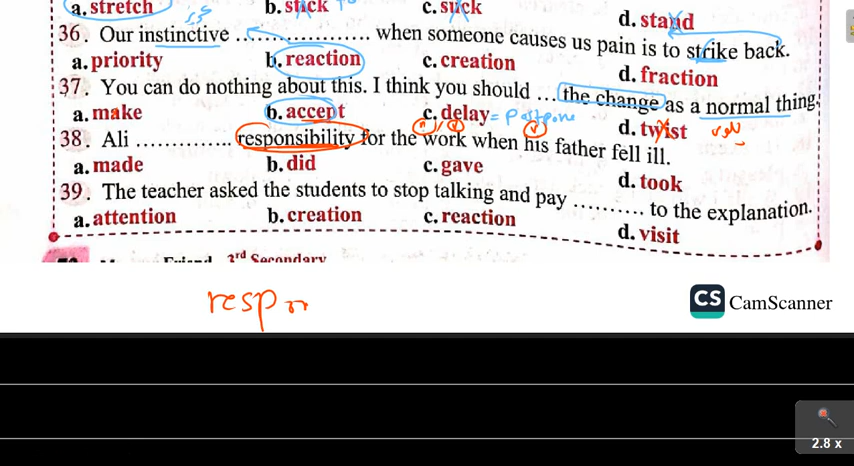 a. stretch b. stick c. suck d. stand
36. Our instinctive .................. when someone causes us pain is to strike back.
a. priority b. reaction c. creation d. fraction
37. You can do nothing about this. I think you should ... the change as a normal thing.
a. make b. accept c. delay = Postpone d. twist
38. Ali .............. responsibility for the work when his father fell ill.
a. made b. did c. gave d. took
39. The teacher asked the students to stop talking and pay .......... to the explanation.
a. attention b. creation c. reaction d. visit
3rd Secondary
respon
CS CamScanner
2.8 x